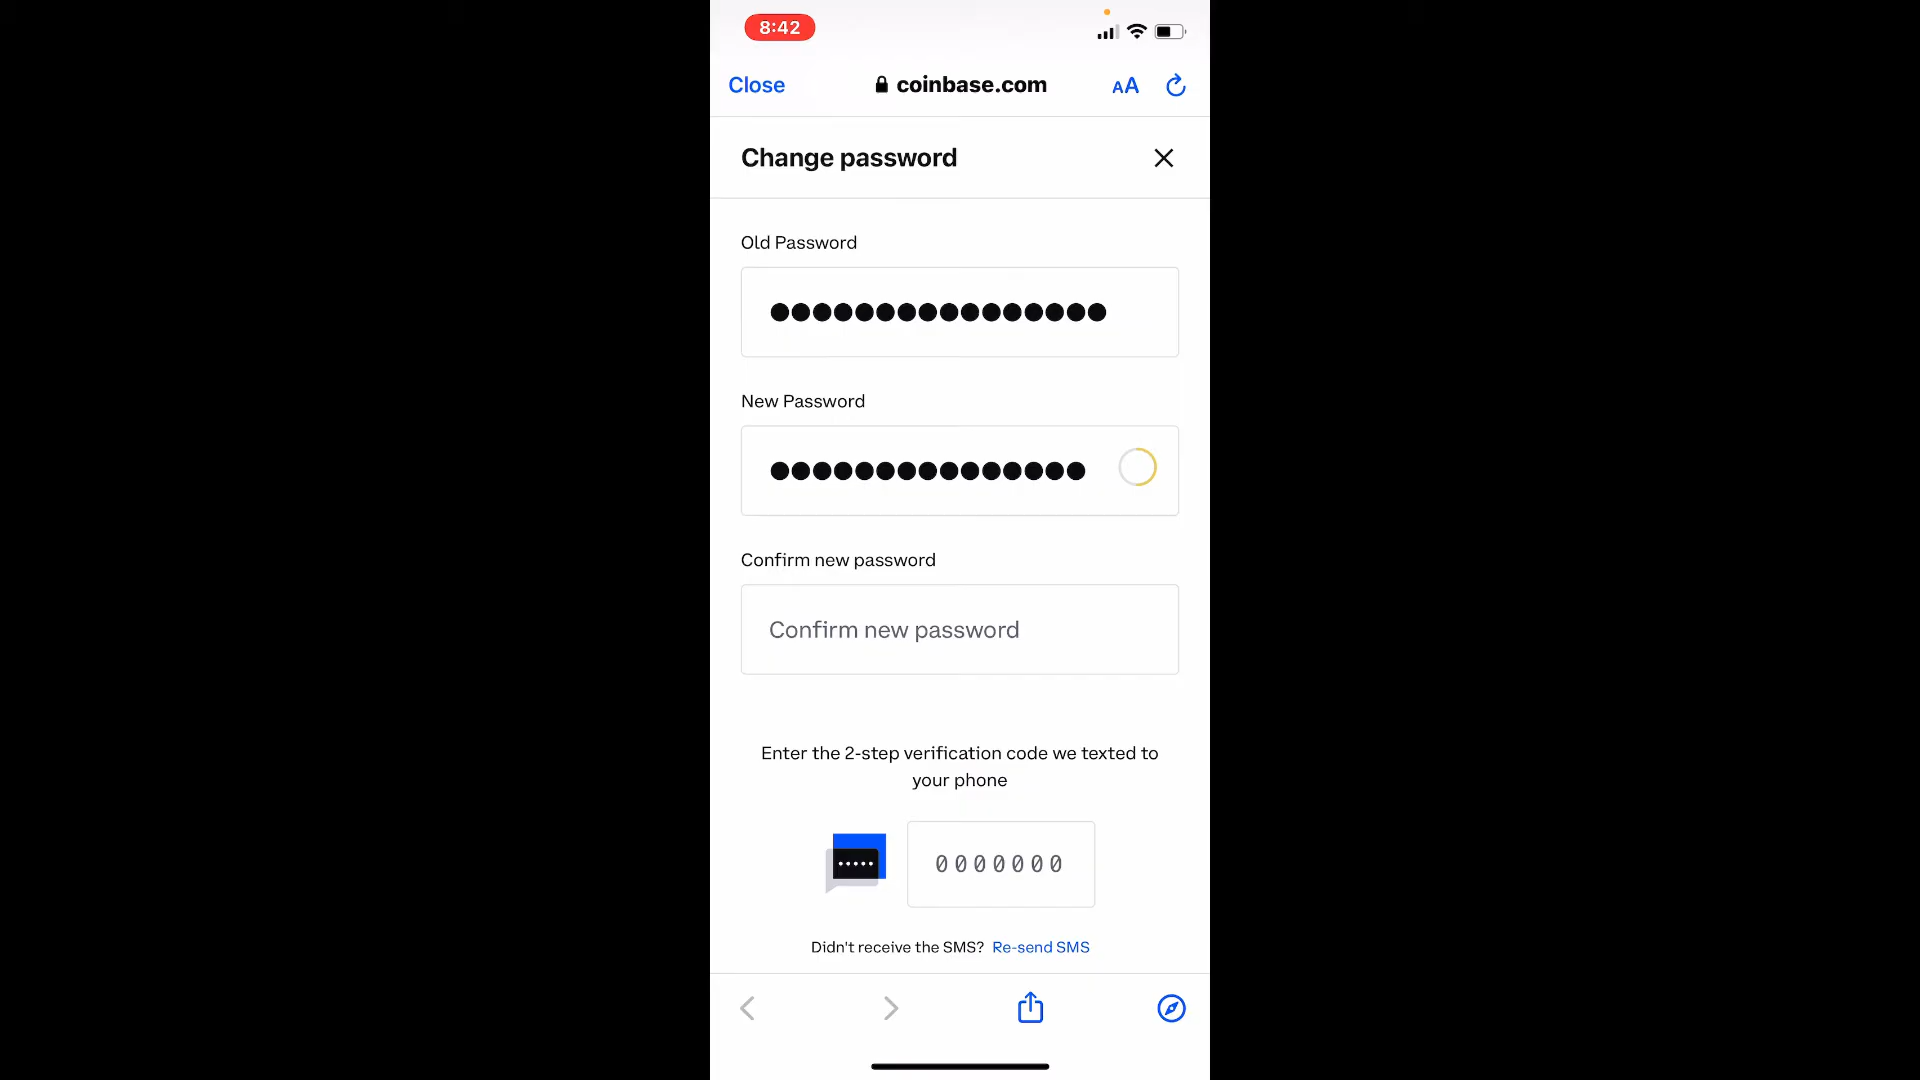 8:42
Close
coinbase.com
AA
Change password
Old Password
●●●●●●●●●●●●●●●●
New Password
●●●●●●●●●●●●●●●
Confirm new password
Confirm new password
Enter the 2-step verification code we texted to
your phone
0000000
Didn't receive the SMS? Re-send SMS